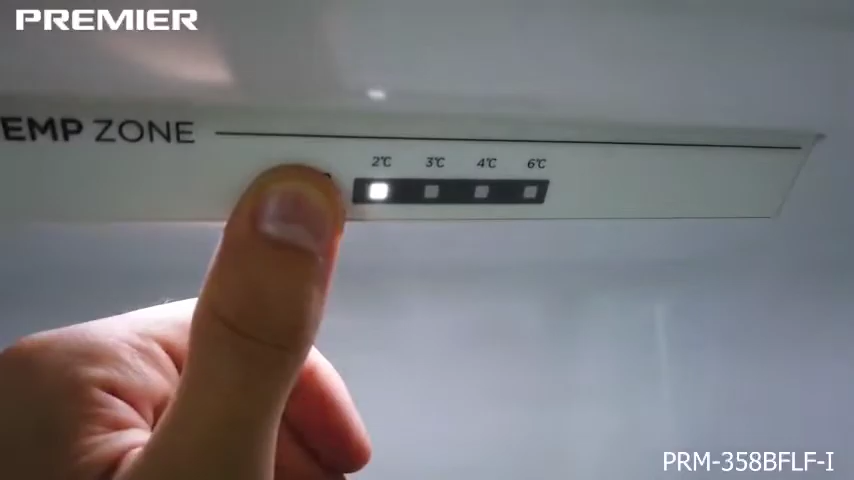 PREMIER
EMP ZONE
2℃ 3℃ 4℃ 6℃
PRM-358BFLF-I